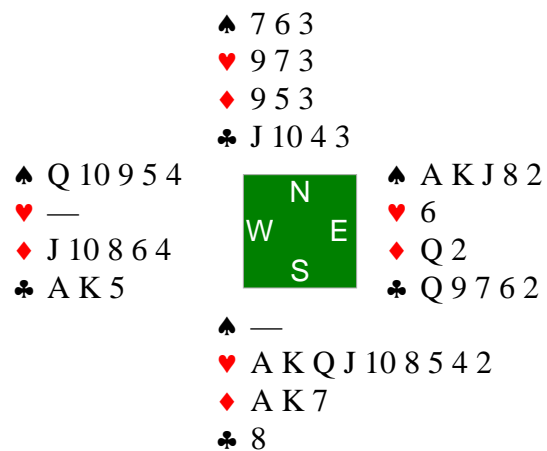 ♠ 7 6 3
♥ 9 7 3
♦ 9 5 3
♣ J 10 4 3
♠ Q 10 9 5 4
♥ —
♦ J 10 8 6 4
♣ A K 5
N
W E
S
♠ A K J 8 2
♥ 6
♦ Q 2
♣ Q 9 7 6 2
♠ —
♥ A K Q J 10 8 5 4 2
♦ A K 7
♣ 8